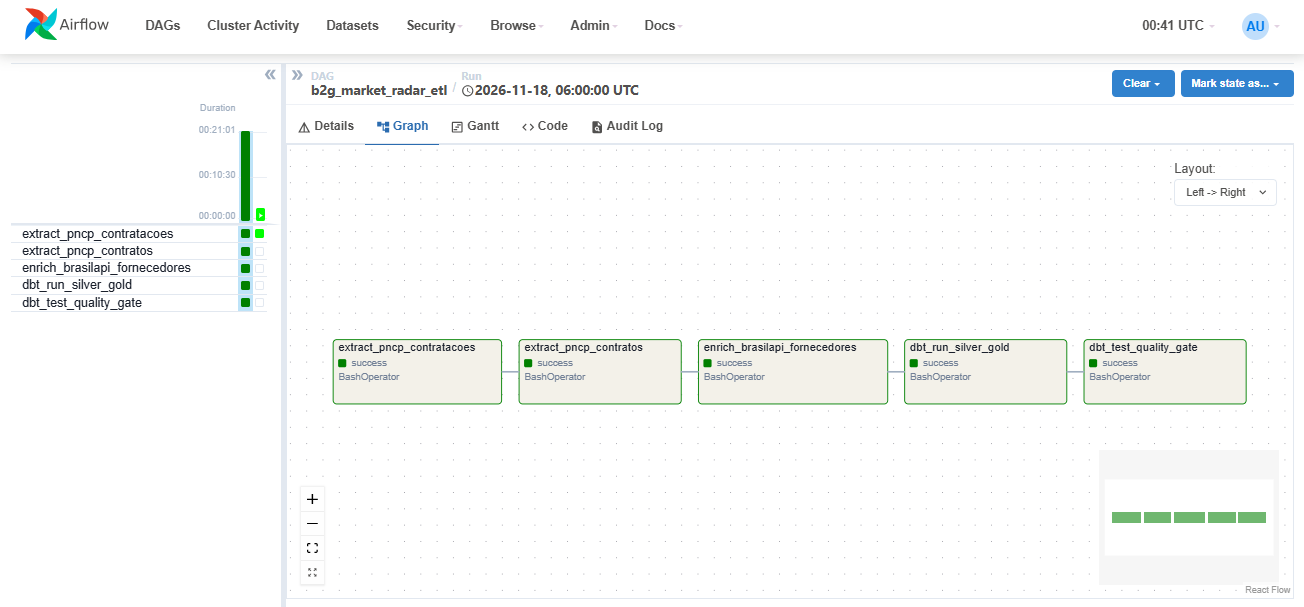 Airflow
DAGs
Cluster Activity
Datasets
Security
Browse
Admin
Docs
00:41 UTC
AU
DAG
b2g_market_radar_etl
/
Run
2026-11-18, 06:00:00 UTC
Clear
Mark state as...
Details
Graph
Gantt
Code
Audit Log
Duration
00:21:01
00:10:30
00:00:00
extract_pncp_contratacoes
extract_pncp_contratos
enrich_brasilapi_fornecedores
dbt_run_silver_gold
dbt_test_quality_gate
Layout:
Left -> Right
extract_pncp_contratacoes
success
BashOperator
extract_pncp_contratos
success
BashOperator
enrich_brasilapi_fornecedores
success
BashOperator
dbt_run_silver_gold
success
BashOperator
dbt_test_quality_gate
success
BashOperator
React Flow